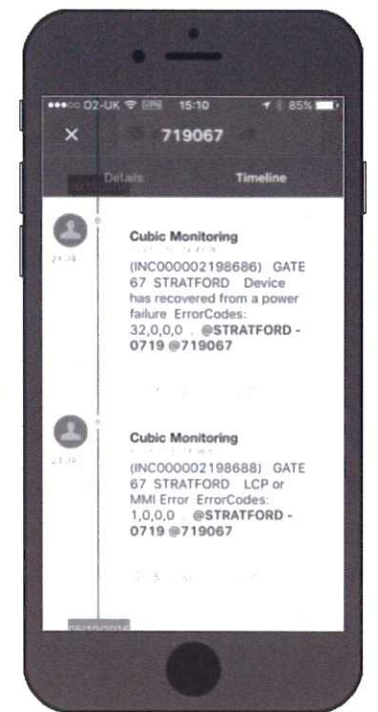 O2-UK VPN 15:10 85%
719067
Details Timeline
Cubic Monitoring
(INC000002198686) GATE
67 STRATFORD Device
has recovered from a power
failure ErrorCodes:
32,0,0,0 . @STRATFORD -
0719 @719067
Cubic Monitoring
(INC000002198688) GATE
67 STRATFORD LCP or
MMI Error ErrorCodes:
1,0,0,0 . @STRATFORD -
0719 @719067